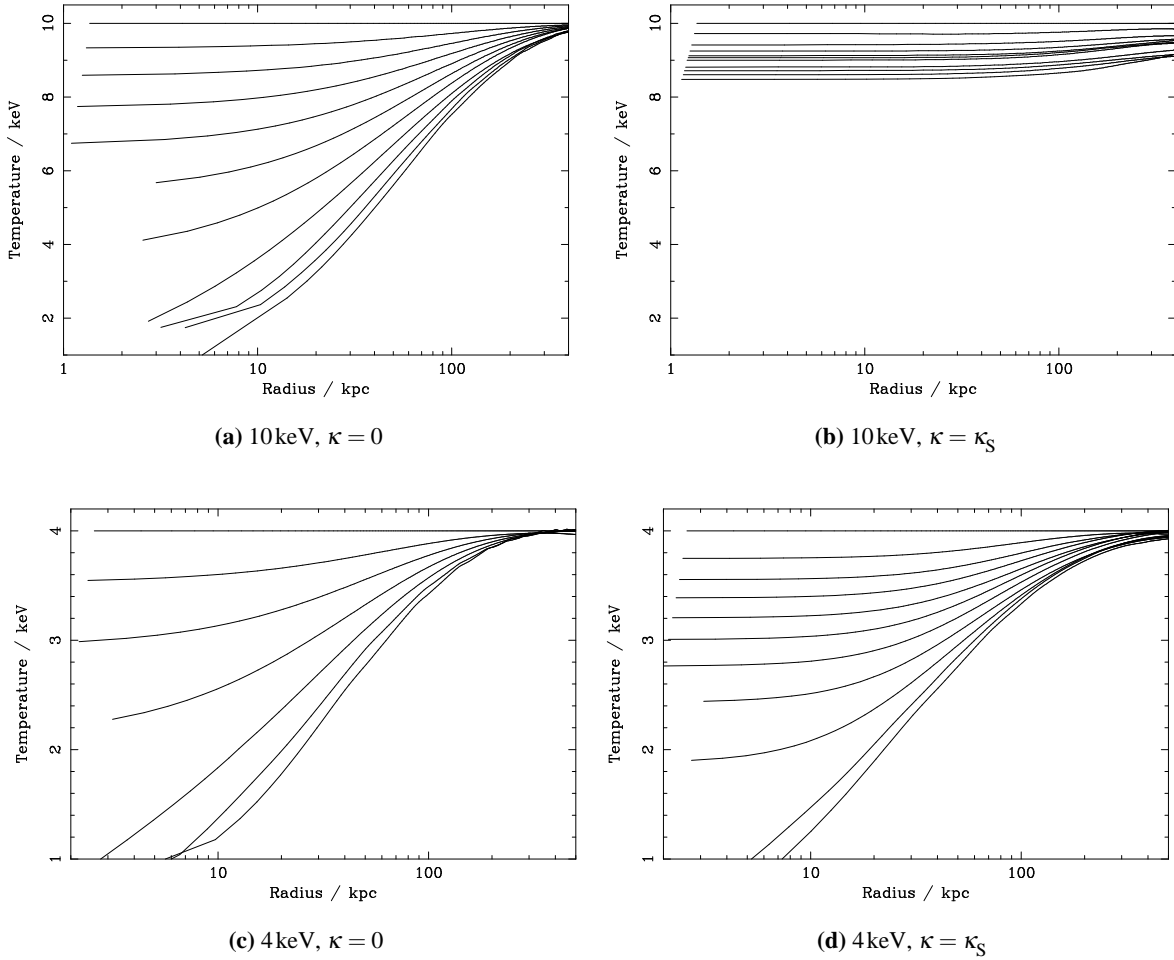 10
8
6
4
2
Temperature / keV
1 10 100
Radius / kpc
(a) 10 keV, κ = 0
10
8
6
4
2
Temperature / keV
1 10 100
Radius / kpc
(b) 10 keV, κ = κS
4
3
2
1
Temperature / keV
10 100
Radius / kpc
(c) 4 keV, κ = 0
4
3
2
1
Temperature / keV
10 100
Radius / kpc
(d) 4 keV, κ = κS